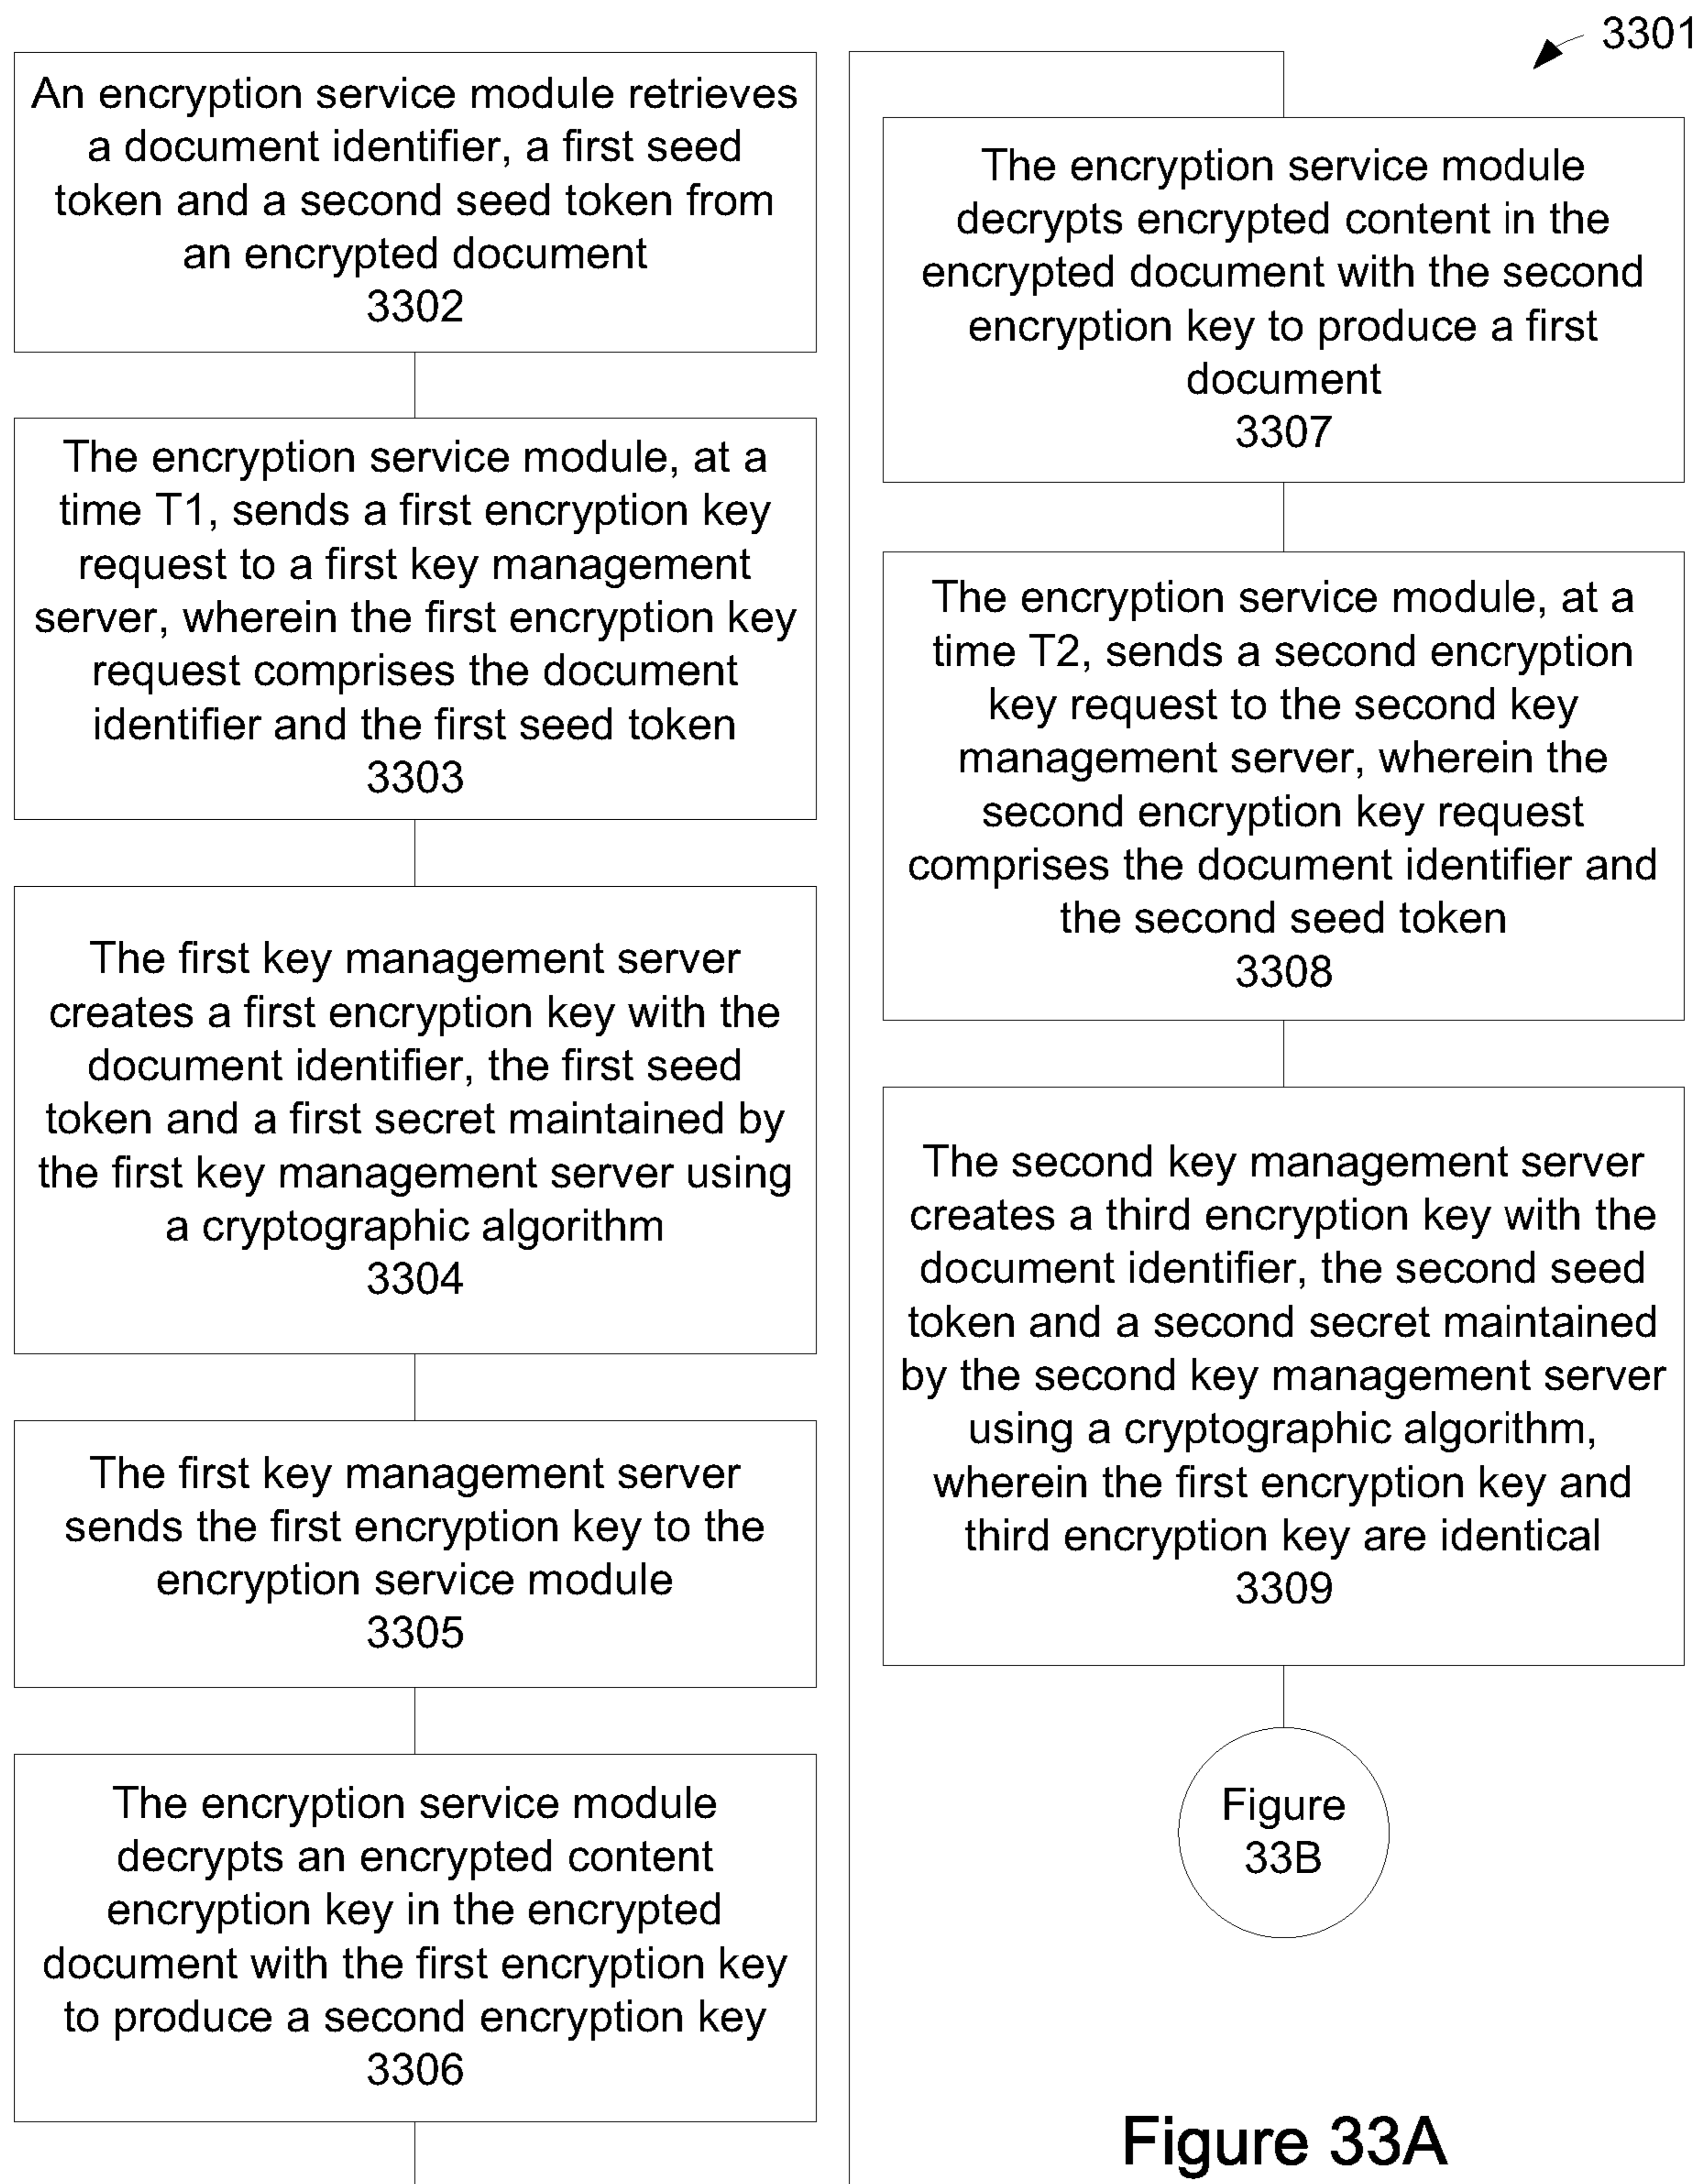 3301
An encryption service module retrieves
a document identifier, a first seed
token and a second seed token from
an encrypted document
3302
The encryption service module, at a
time T1, sends a first encryption key
request to a first key management
server, wherein the first encryption key
request comprises the document
identifier and the first seed token
3303
The first key management server
creates a first encryption key with the
document identifier, the first seed
token and a first secret maintained by
the first key management server using
a cryptographic algorithm
3304
The first key management server
sends the first encryption key to the
encryption service module
3305
The encryption service module
decrypts an encrypted content
encryption key in the encrypted
document with the first encryption key
to produce a second encryption key
3306
The encryption service module
decrypts encrypted content in the
encrypted document with the second
encryption key to produce a first
document
3307
The encryption service module, at a
time T2, sends a second encryption
key request to the second key
management server, wherein the
second encryption key request
comprises the document identifier and
the second seed token
3308
The second key management server
creates a third encryption key with the
document identifier, the second seed
token and a second secret maintained
by the second key management server
using a cryptographic algorithm,
wherein the first encryption key and
third encryption key are identical
3309
Figure
33B
Figure 33A